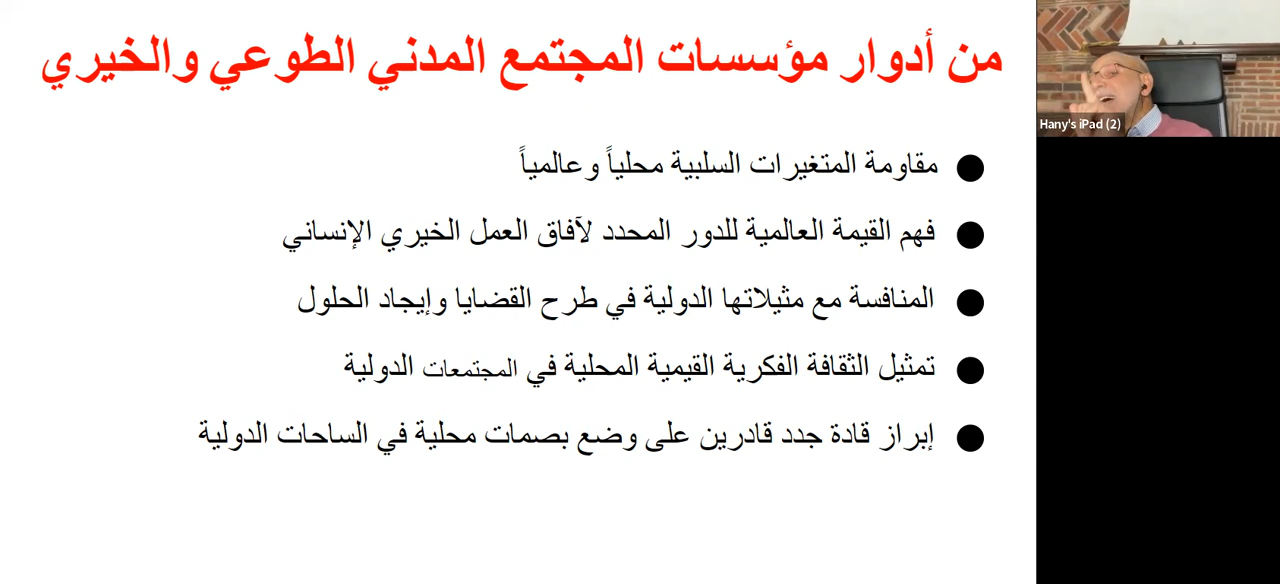 من أدوار مؤسسات المجتمع المدني الطوعي والخيري
● مقاومة المتغيرات السلبية محلياً وعالمياً
● فهم القيمة العالمية للدور المحدد لآفاق العمل الخيري الإنساني
● المنافسة مع مثيلاتها الدولية في طرح القضايا وإيجاد الحلول
● تمثيل الثقافة الفكرية القيمية المحلية في المجتمعات الدولية
● إبراز قادة جدد قادرين على وضع بصمات محلية في الساحات الدولية
Hany's iPad (2)